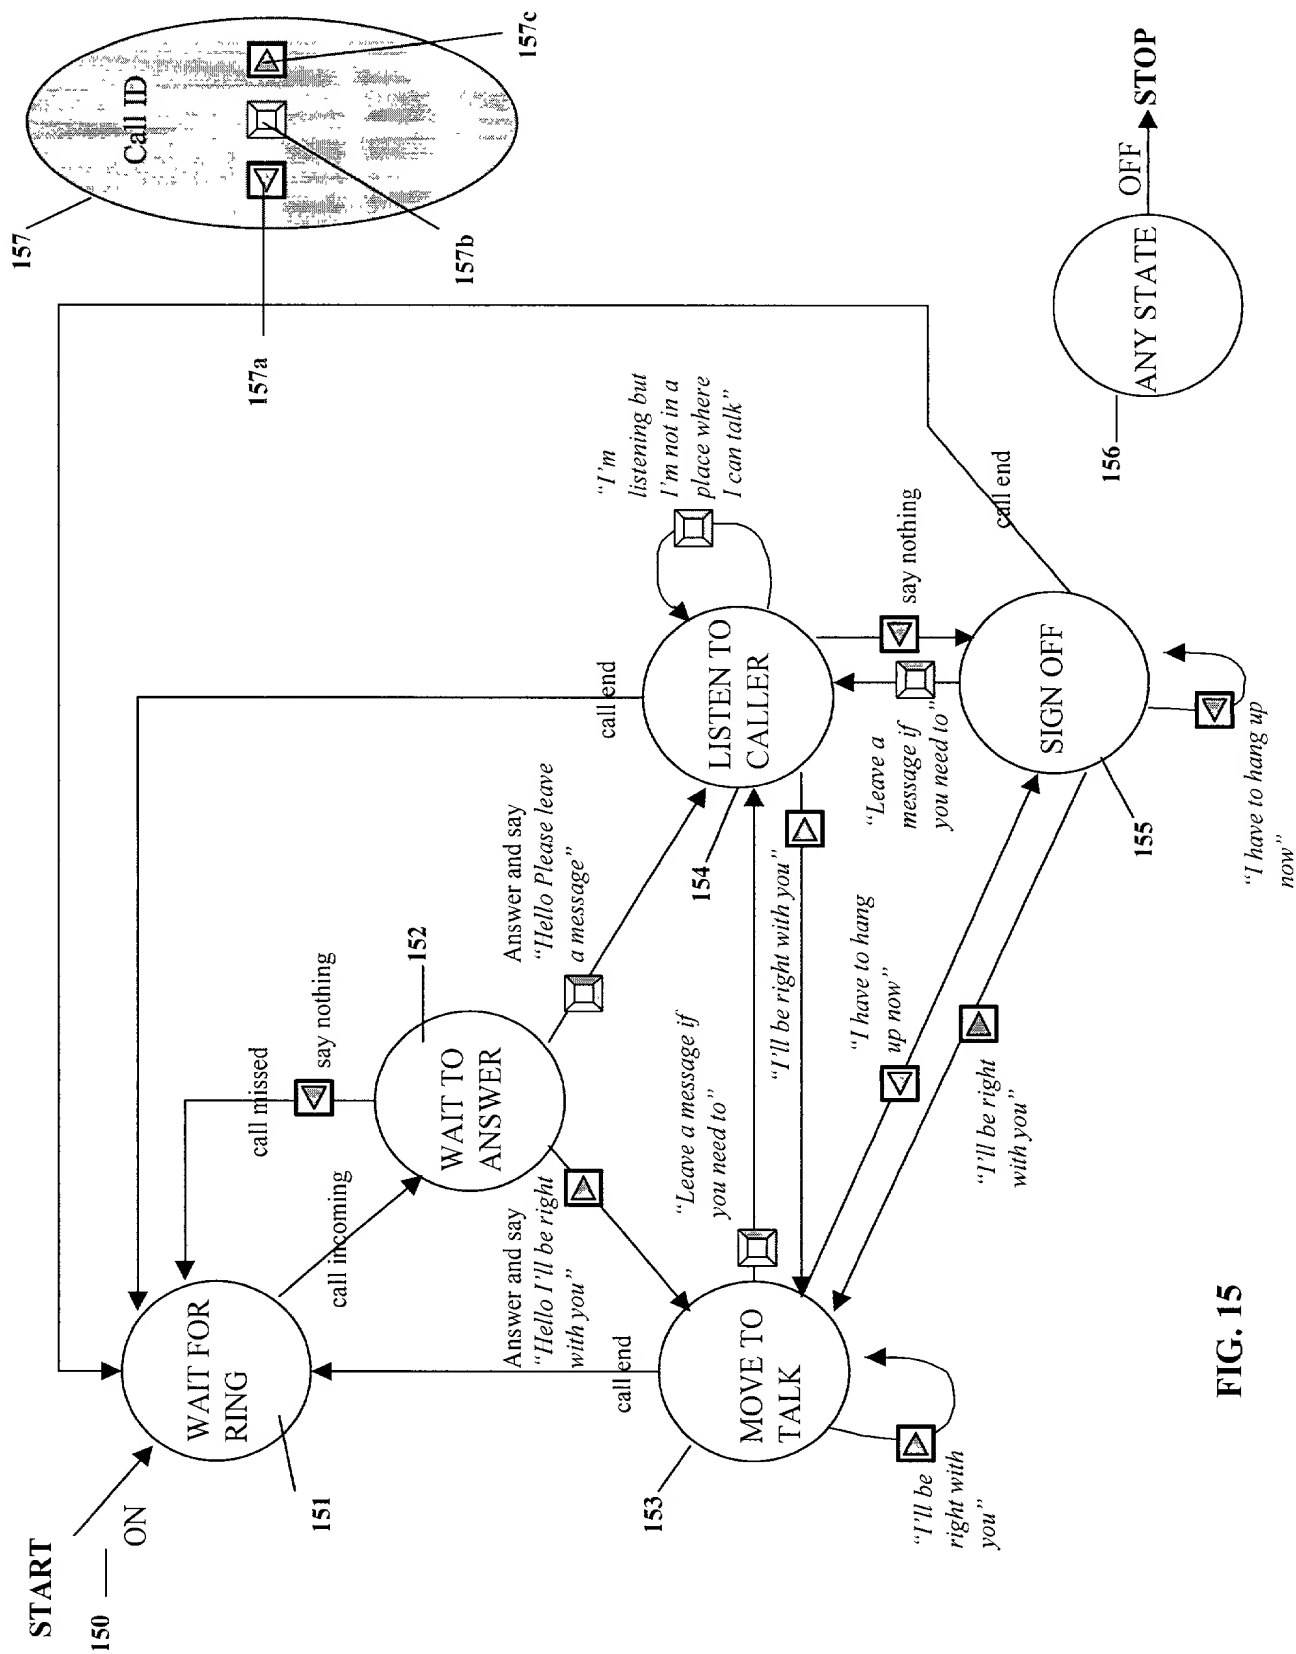 START
150
ON
WAIT FOR
RING
151
call incoming
call missed
say nothing
WAIT TO
ANSWER
152
Answer and say
“Hello I'll be right
with you”
Answer and say
“Hello Please leave
a message”
call end
call end
MOVE TO
TALK
153
“I'll be
right with
you”
“Leave a message if
you need to”
“I'll be right with you”
LISTEN TO
CALLER
154
“I'm
listening but
I'm not in a
place where
I can talk”
say nothing
“Leave a
message if
you need to”
“I have to hang
up now”
“I'll be right
with you”
SIGN OFF
155
“I have to hang up
now”
call end
157
Call ID
157a
157b
157c
ANY STATE
156
OFF
STOP
FIG. 15